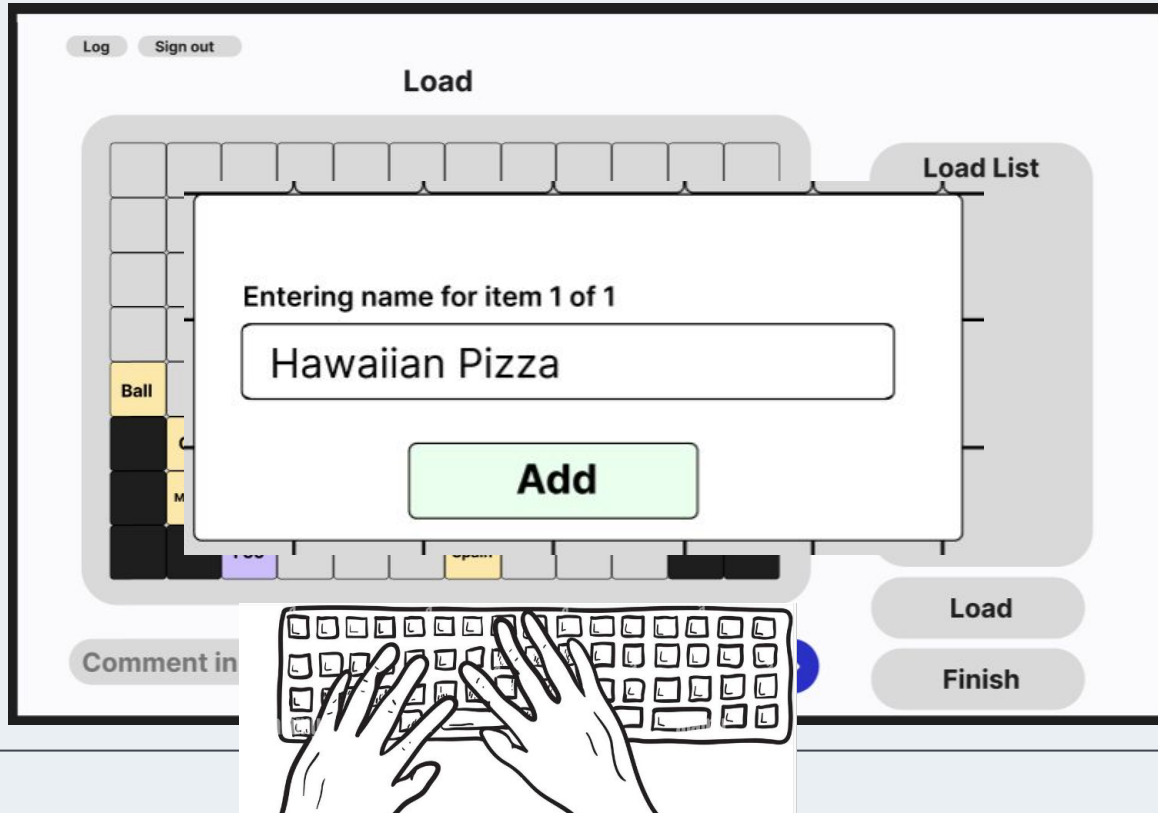 Log
Sign out
Load
Load List
Entering name for item 1 of 1
Hawaiian Pizza
Ball
Add
Spain
Load
Comment in
Finish